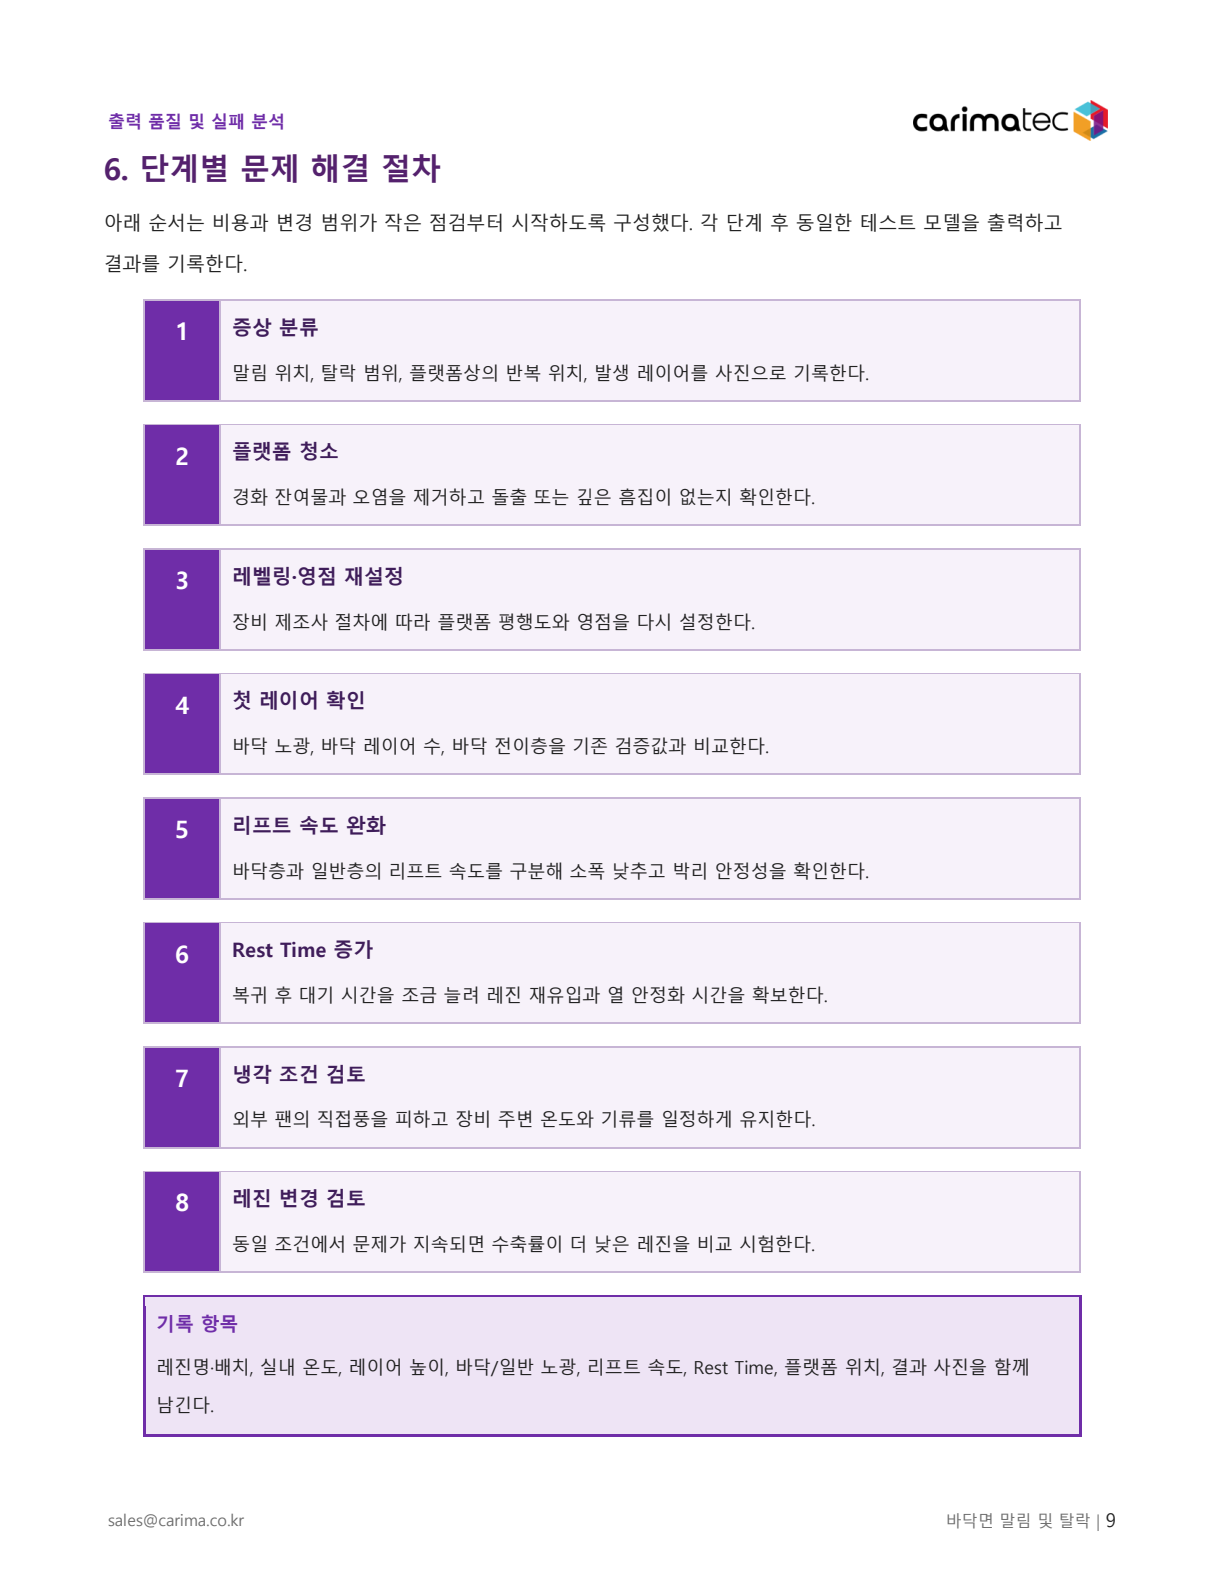 출력 품질 및 실패 분석
carimatec
6. 단계별 문제 해결 절차
아래 순서는 비용과 변경 범위가 작은 점검부터 시작하도록 구성했다. 각 단계 후 동일한 테스트 모델을 출력하고
결과를 기록한다.
1
증상 분류
말림 위치, 탈락 범위, 플랫폼상의 반복 위치, 발생 레이어를 사진으로 기록한다.
2
플랫폼 청소
경화 잔여물과 오염을 제거하고 돌출 또는 깊은 흠집이 없는지 확인한다.
3
레벨링·영점 재설정
장비 제조사 절차에 따라 플랫폼 평행도와 영점을 다시 설정한다.
4
첫 레이어 확인
바닥 노광, 바닥 레이어 수, 바닥 전이층을 기존 검증값과 비교한다.
5
리프트 속도 완화
바닥층과 일반층의 리프트 속도를 구분해 소폭 낮추고 박리 안정성을 확인한다.
6
Rest Time 증가
복귀 후 대기 시간을 조금 늘려 레진 재유입과 열 안정화 시간을 확보한다.
7
냉각 조건 검토
외부 팬의 직접풍을 피하고 장비 주변 온도와 기류를 일정하게 유지한다.
8
레진 변경 검토
동일 조건에서 문제가 지속되면 수축률이 더 낮은 레진을 비교 시험한다.
기록 항목
레진명·배치, 실내 온도, 레이어 높이, 바닥/일반 노광, 리프트 속도, Rest Time, 플랫폼 위치, 결과 사진을 함께
남긴다.
sales@carima.co.kr
바닥면 말림 및 탈락 | 9